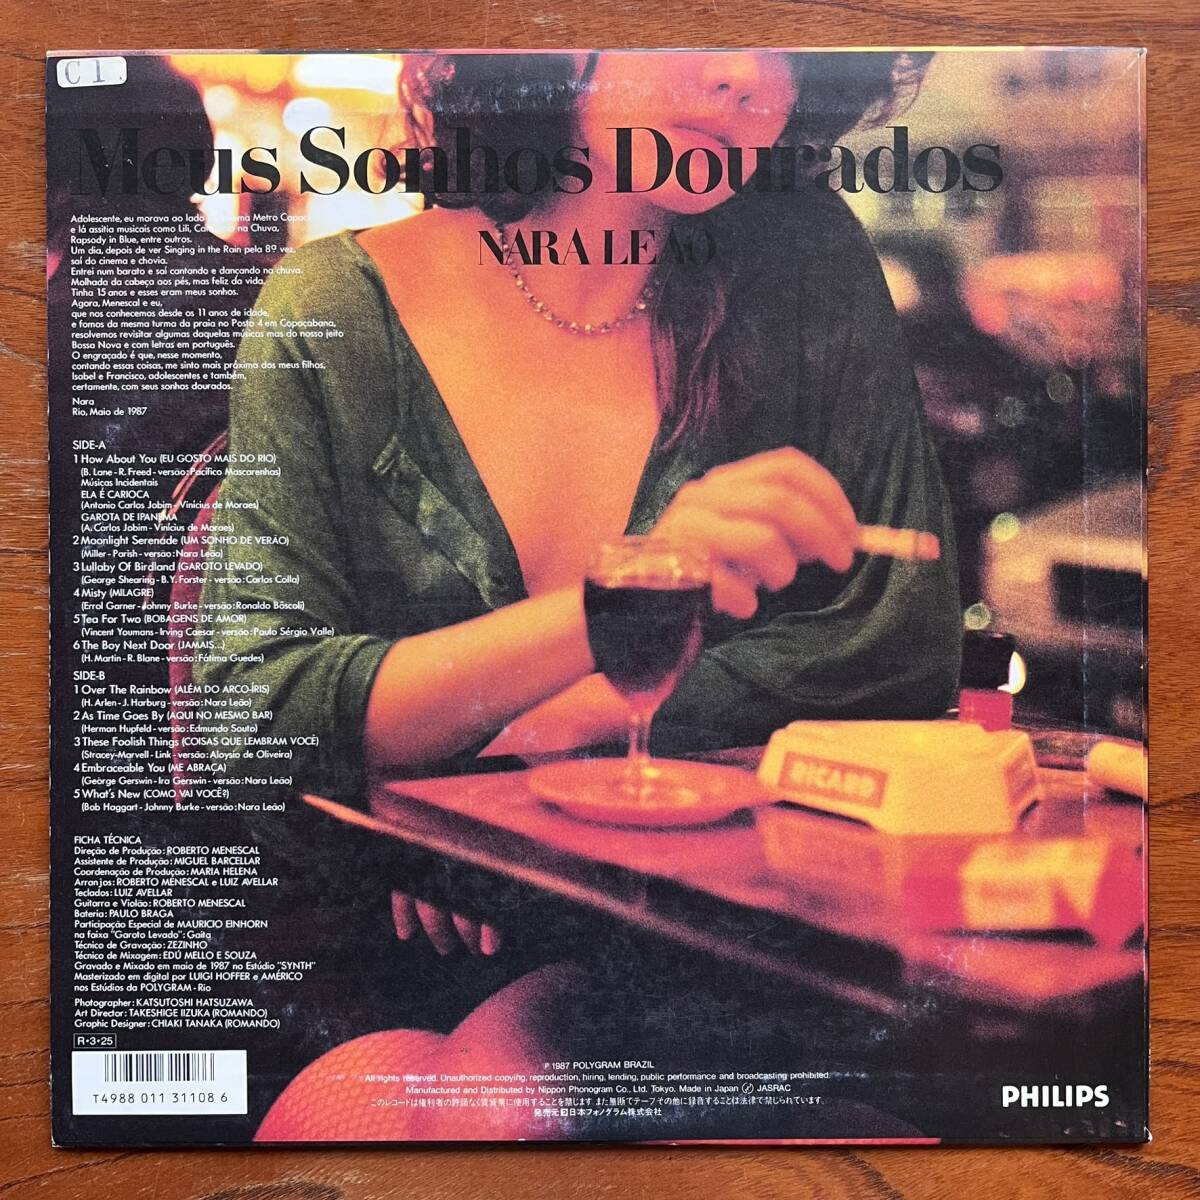 C1
Meus Sonhos Dourados
NARA LEÃO
Adolescente, eu morava ao lado Metro
e lá assitia musicais como Lili, na Chuva,
Rapsody in Blue, entre outros.
Um dia, depois de ver Singing in the Rain pela 89 vez,
saí do cinema e chovia.
Entrei num barato e saí cantando e dançando na chuva.
Molhada da cabeça aos pés, mas feliz da vida.
Tinha 15 anos e esses eram meus sonhos.
Agora, Menescal e eu,
que nos conhecemos desde os 11 anos de idade,
e fomos da mesma turma da praia no Posto 4 em Copacabana,
resolvemos revisitar algumas daquelas músicas mas do nosso jeito
Bossa Nova e com letras em português.
O engraçado é que, nesse momento,
contando essas coisas, me sinto mais próxima dos meus filhos,
Isabel e Francisco, adolescentes e também,
certamente, com seus sonhos dourados.
Nara
Rio, Maio de 1987
SIDE-A
1 How About You (EU GOSTO MAIS DO RIO)
(B. Lane-R. Freed-versão:Pacífico Mascarenhas)
Músicas Incidentais
ELA É CARIOCA
(Antonio Carlos Jobim-Vinícius de Moraes)
GAROTA DE IPANEMA
(A. Carlos Jobim-Vinícius de Moraes)
2 Moonlight Serenade (UM SONHO DE VERÃO)
(Miller-Parish-versão:Nara Leão)
3 Lullaby Of Birdland (GAROTO LEVADO)
(George Shearing-B.Y. Forster-versão:Carlos Colla)
4 Misty (MILAGRE)
(Errol Garner-Johnny Burke-versão:Ronaldo Bôscoli)
5 Tea For Two (BOBAGENS DE AMOR)
(Vincent Youmans-Irving Caesar-versão:Paulo Sérgio Valle)
6 The Boy Next Door (JAMAIS...)
(H. Martin-R. Blane-versão:Fátima Guedes)
SIDE-B
1 Over The Rainbow (ALÉM DO ARCO-ÍRIS)
(H. Arlen-J. Harburg-versão:Nara Leão)
2 As Time Goes By (AQUI NO MESMO BAR)
(Herman Hupfeld-versão:Edmundo Souto)
3 These Foolish Things (COISAS QUE LEMBRAM VOCÊ)
(Stracey-Marvell-Link-versão:Aloysio de Oliveira)
4 Embraceable You (ME ABRAÇA)
(George Gerswin-Ira Gerswin-versão:Nara Leão)
5 What's New (COMO VAI VOCÊ?)
(Bob Haggart-Johnny Burke-versão:Nara Leão)
FICHA TÉCNICA
Direção de Produção:ROBERTO MENESCAL
Assistente de Produção:MIGUEL BARCELLAR
Coordenação de Produção:MARIA HELENA
Arranjos:ROBERTO MENESCAL e LUIZ AVELLAR
Teclados:LUIZ AVELLAR
Guitarra e Violão:ROBERTO MENESCAL
Bateria:PAULO BRAGA
Participação Especial de MAURICIO EINHORN
na faixa "Garoto Levado":Gaita
Técnico de Gravação:ZEZINHO
Técnico de Mixagem:EDÚ MELLO E SOUZA
Gravado e Mixado em maio de 1987 no Estúdio "SYNTH"
Masterizado em digital por LUIGI HOFFER e AMÉRICO
nos Estúdios da POLYGRAM-Rio
Photographer:KATSUTOSHI HATSUZAWA
Art Director:TAKESHIGE IIZUKA (ROMANDO)
Graphic Designer:CHIAKI TANAKA (ROMANDO)
R・3・25
T4988 011 31108 6
RICARD
℗ 1987 POLYGRAM BRAZIL
All rights reserved. Unauthorized copying, reproduction, hiring, lending, public performance and broadcasting prohibited.
Manufactured and Distributed by Nippon Phonogram Co., Ltd. Tokyo. Made in Japan JASRAC
このレコードは権利者の許諾なく賃貸業に使用することを禁じます。また無断でテープその他に録音することは法律で禁じられています。
発売元 日本フォノグラム株式会社
PHILIPS